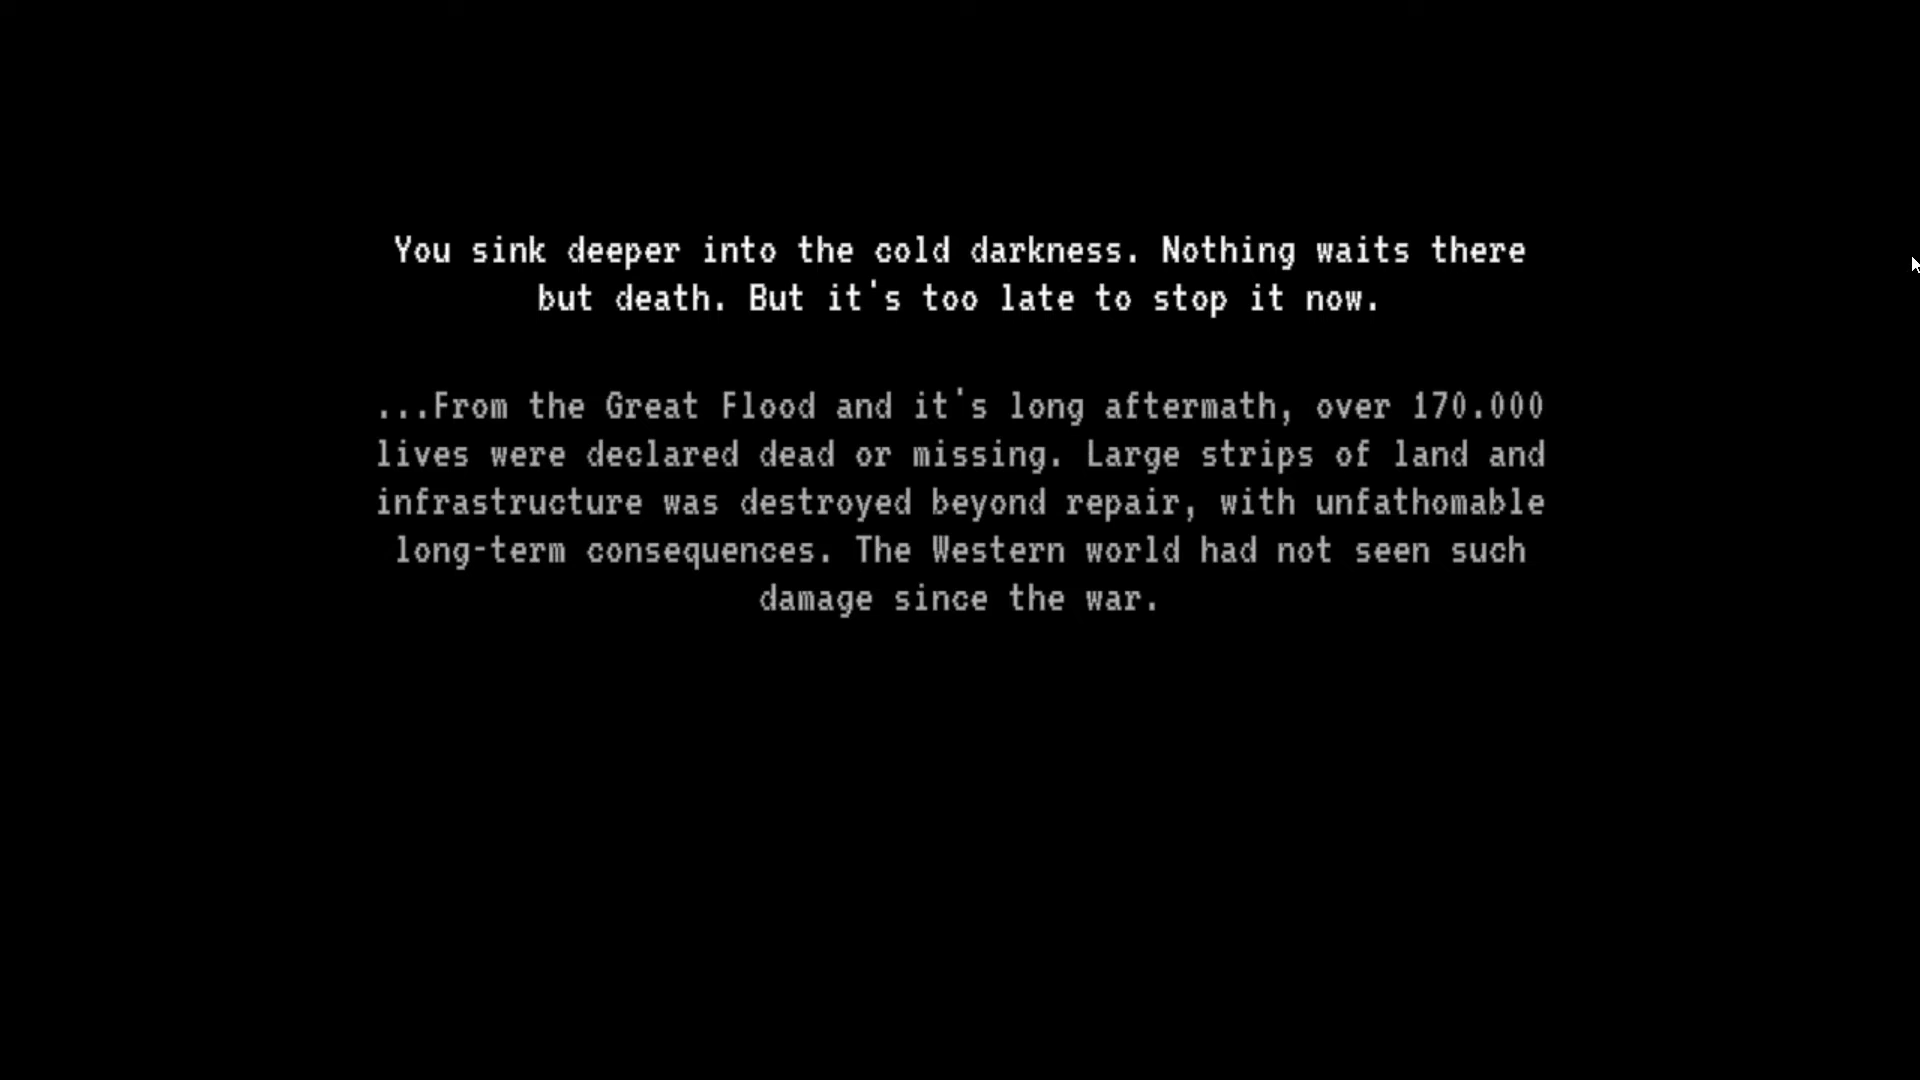 You sink deeper into the cold darkness. Nothing waits there
but death. But it's too late to stop it now.
...From the Great Flood and it's long aftermath, over 170.000
lives were declared dead or missing. Large strips of land and
infrastructure was destroyed beyond repair, with unfathomable
long-term consequences. The Western world had not seen such
damage since the war.